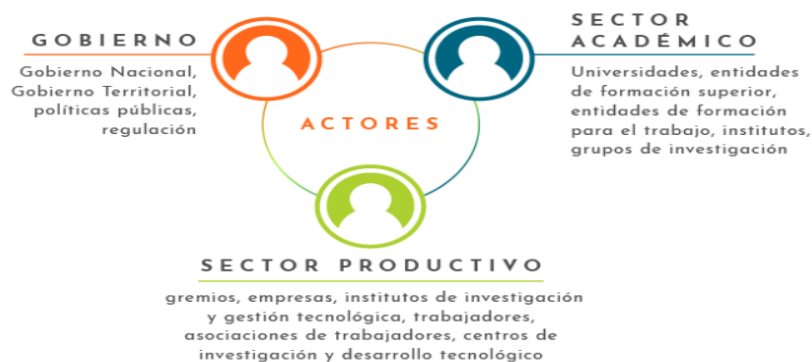 GOBIERNO
Gobierno Nacional,
Gobierno Territorial,
políticas públicas,
regulación
SECTOR
ACADÉMICO
Universidades, entidades
de formación superior,
entidades de formación
para el trabajo, institutos,
grupos de investigación
ACTORES
SECTOR PRODUCTIVO
gremios, empresas, institutos de investigación
y gestión tecnológica, trabajadores,
asociaciones de trabajadores, centros de
investigación y desarrollo tecnológico